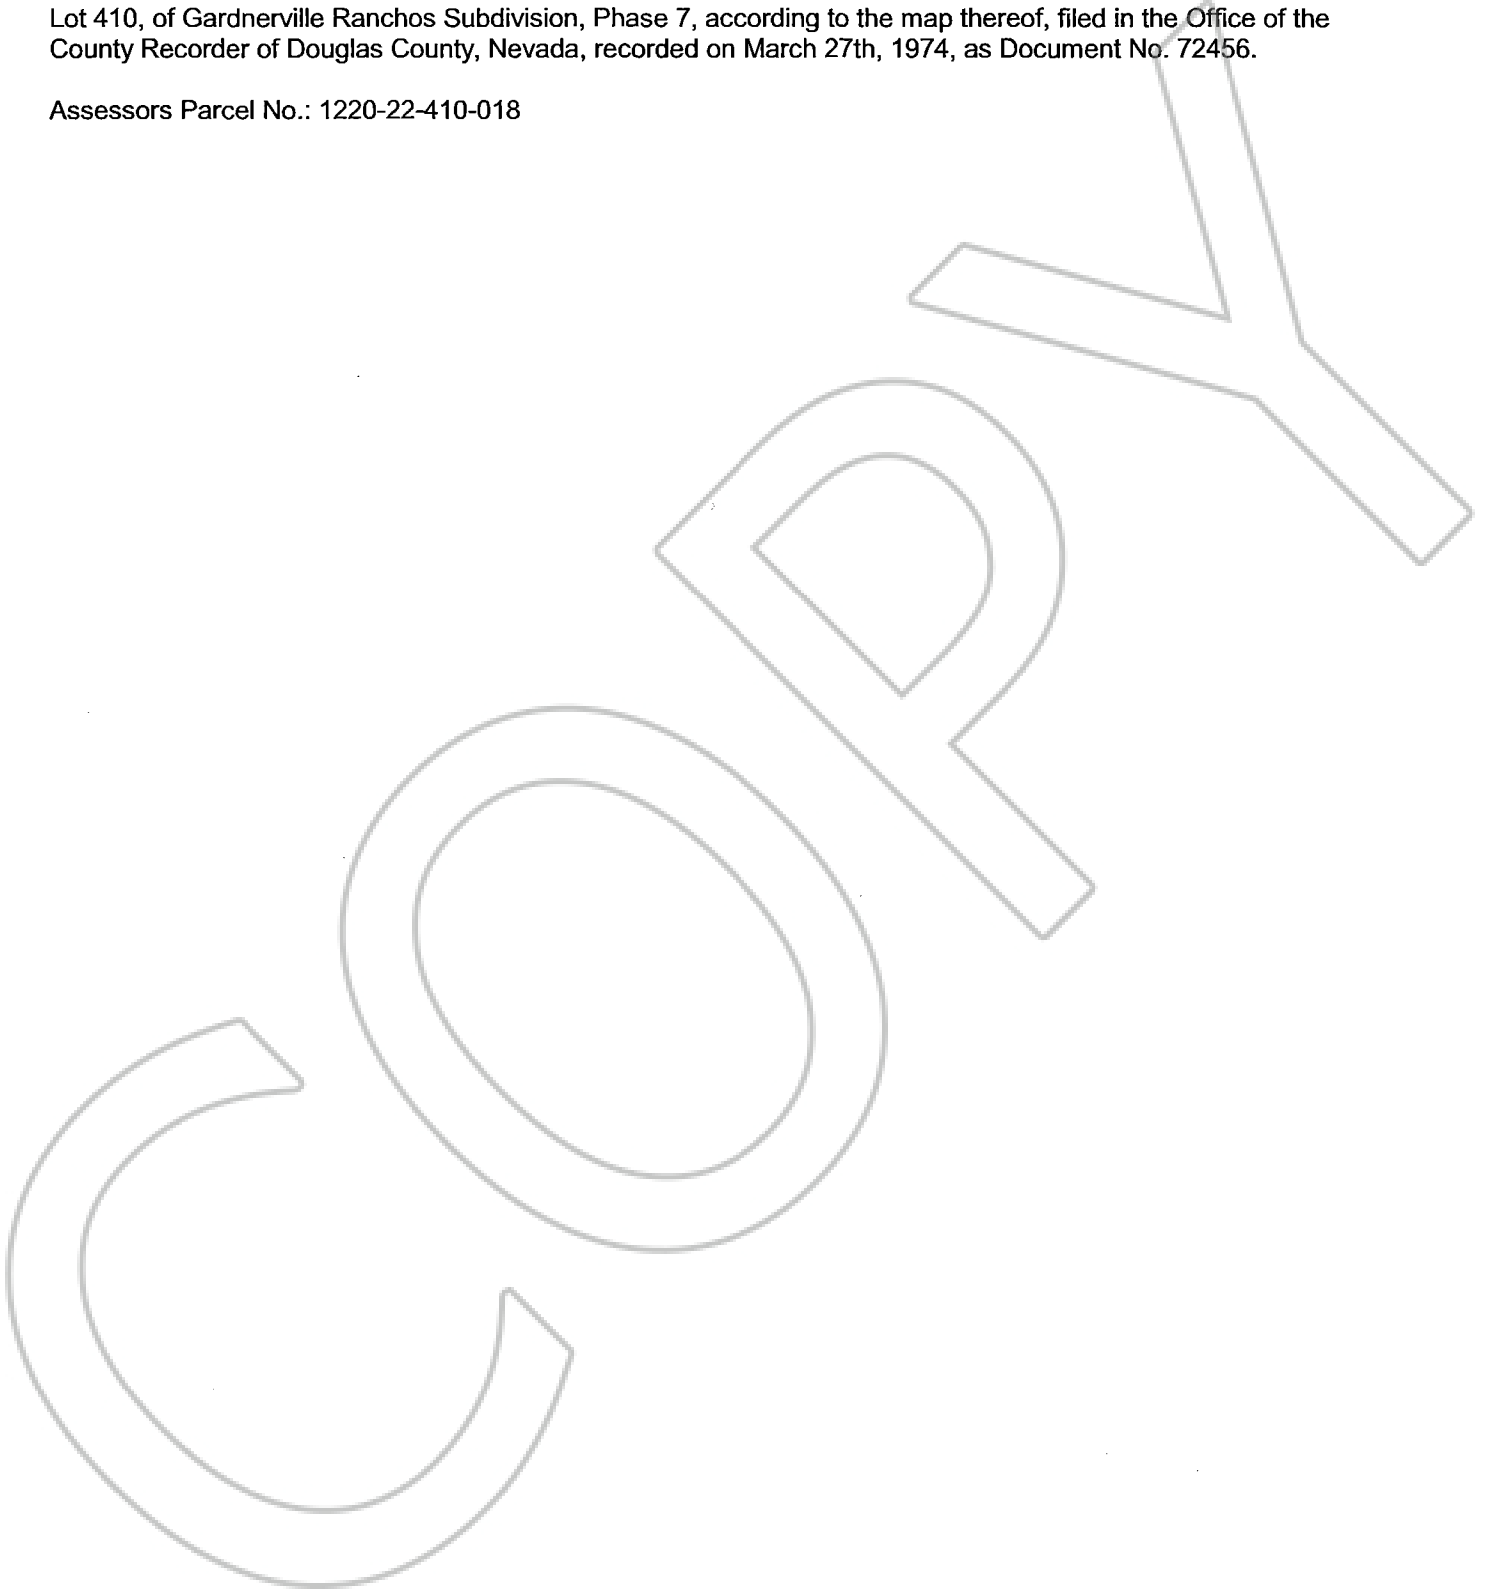 Lot 410, of Gardnerville Ranchos Subdivision, Phase 7, according to the map thereof, filed in the Office of the
County Recorder of Douglas County, Nevada, recorded on March 27th, 1974, as Document No. 72456.
Assessors Parcel No.: 1220-22-410-018
COPY